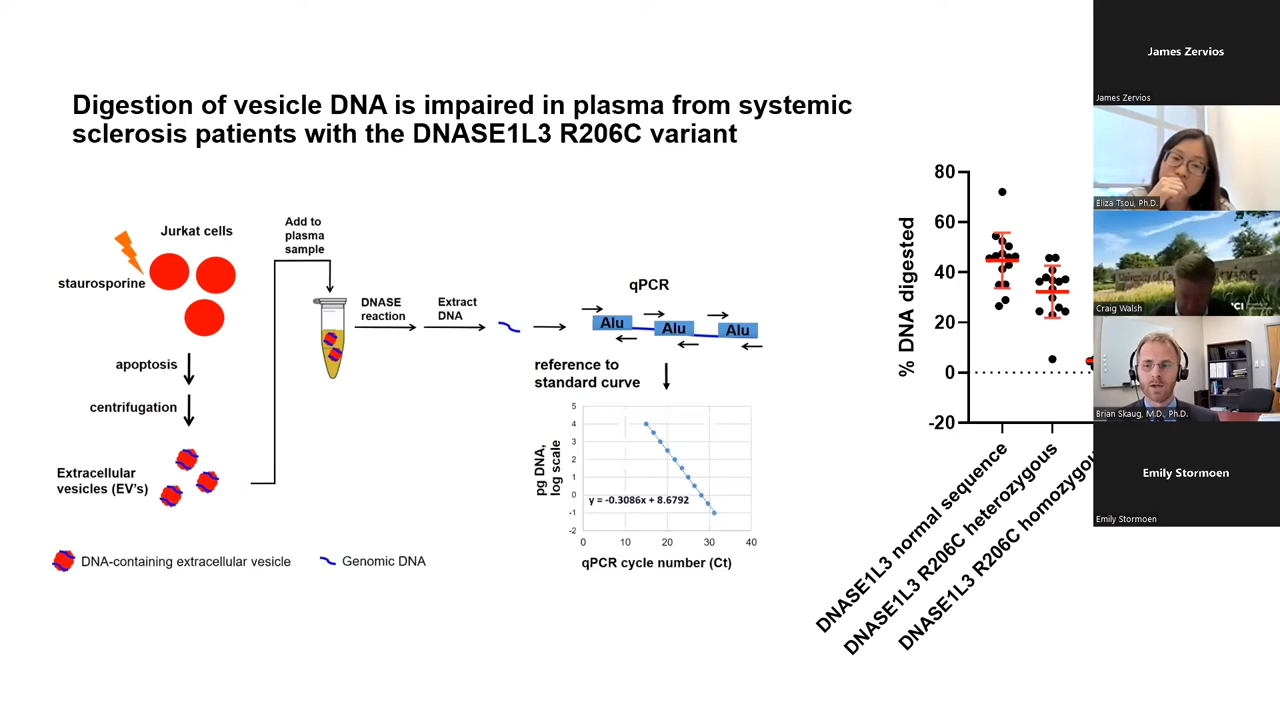 Digestion of vesicle DNA is impaired in plasma from systemic
sclerosis patients with the DNASE1L3 R206C variant
Jurkat cells
staurosporine
apoptosis
centrifugation
Extracellular
vesicles (EV's)
Add to
plasma
sample
DNASE
reaction
Extract
DNA
qPCR
Alu
Alu
Alu
reference to
standard curve
pg DNA,
log scale
5
4
3
2
1
0
-1
-2
y = -0.3086x + 8.6792
0
10
20
30
40
qPCR cycle number (Ct)
DNA-containing extracellular vesicle
Genomic DNA
% DNA digested
80
60
40
20
0
-20
DNASE1L3 normal sequence
DNASE1L3 R206C heterozygous
DNASE1L3 R206C homozygou
James Zervios
James Zervios
Eliza Tsou, Ph.D.
Craig Walsh
Brian Skaug, M.D., Ph.D.
Emily Stormoen
Emily Stormoen